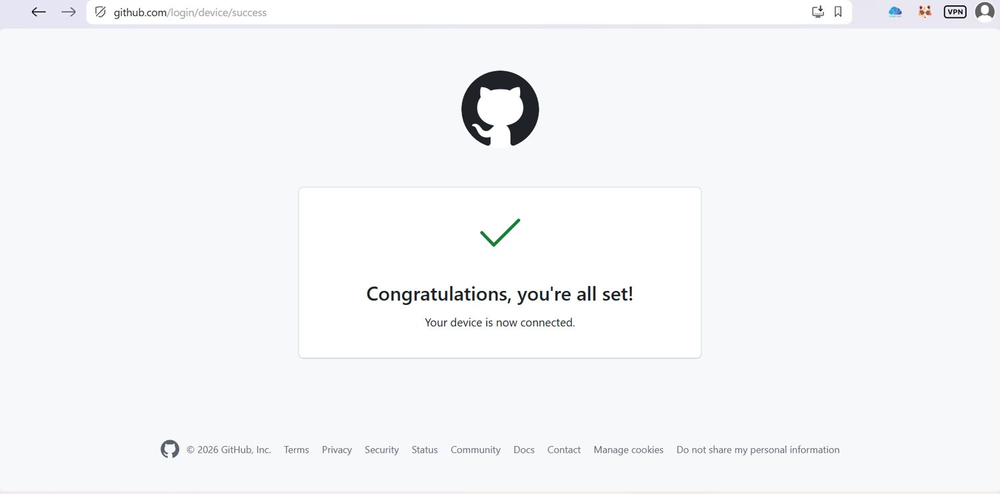 github.com/login/device/success
VPN
Congratulations, you're all set!
Your device is now connected.
© 2026 GitHub, Inc. Terms Privacy Security Status Community Docs Contact Manage cookies Do not share my personal information